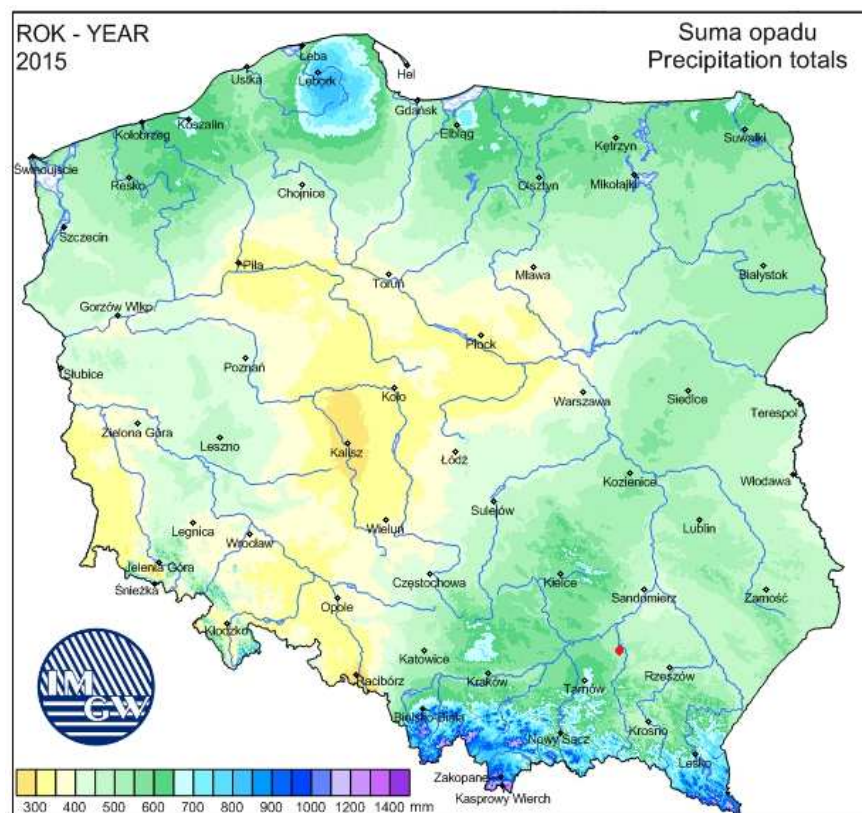 ROK - YEAR
2015
Suma opadu
Precipitation totals
Łeba
Hel
Ustka
Lębork
Gdańsk
Koszalin
Kołobrzeg
Elbląg
Suwałki
Kętrzyn
Świnoujście
Resko
Chojnice
Olsztyn
Mikołajki
Szczecin
Piła
Toruń
Mława
Białystok
Gorzów Wlkp.
Płock
Słubice
Poznań
Koło
Warszawa
Siedlce
Terespol
Zielona Góra
Leszno
Kalisz
Łódź
Włodawa
Kozienice
Sulejów
Legnica
Wrocław
Wieluń
Lublin
Jelenia Góra
Śnieżka
Częstochowa
Kielce
Opole
Sandomierz
Zamość
Kłodzko
Katowice
Racibórz
Kraków
Tarnów
Rzeszów
Bielsko-Biała
Nowy Sącz
Krosno
Lesko
Zakopane
Kasprowy Wierch
IM
GW
300 400 500 600 700 800 900 1000 1200 1400 mm